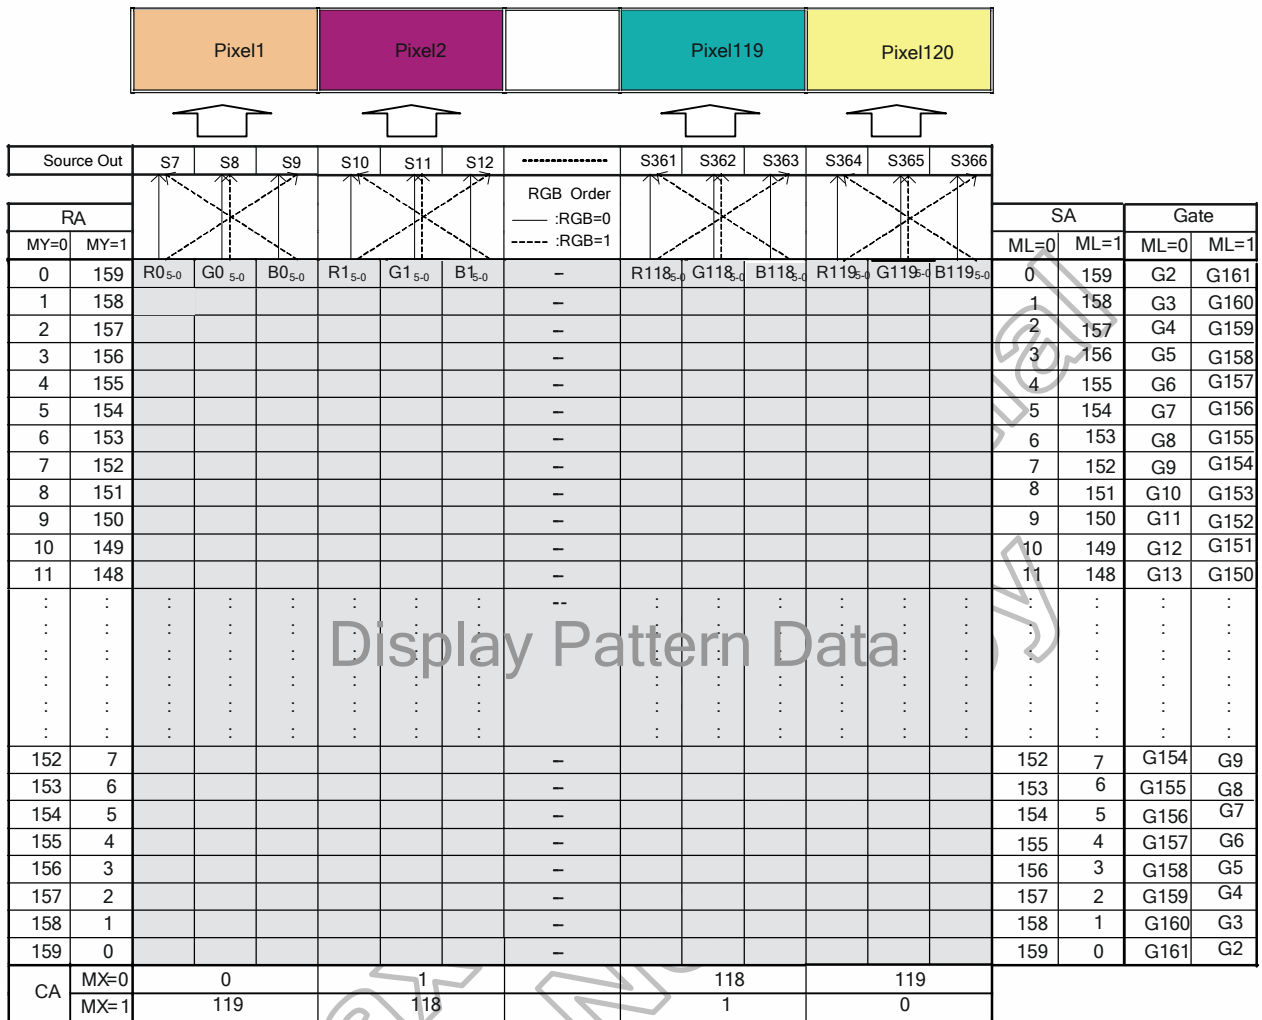 Pixel1 Pixel2 Pixel119 Pixel120
Source Out S7 S8 S9 S10 S11 S12 --------------- S361 S362 S363 S364 S365 S366
RGB Order
:RGB=0
:RGB=1
RA SA Gate
MY=0 MY=1 ML=0 ML=1 ML=0 ML=1
0 159 R0 5-0 G0 5-0 B0 5-0 R1 5-0 G1 5-0 B1 5-0 – R118 5-0 G118 5-0 B118 5-0 R119 5-0 G119 5-0 B119 5-0 0 159 G2 G161
1 158 – 1 158 G3 G160
2 157 – 2 157 G4 G159
3 156 – 3 156 G5 G158
4 155 – 4 155 G6 G157
5 154 – 5 154 G7 G156
6 153 – 6 153 G8 G155
7 152 – 7 152 G9 G154
8 151 – 8 151 G10 G153
9 150 – 9 150 G11 G152
10 149 – 10 149 G12 G151
11 148 – 11 148 G13 G150
: : : : : : : : -- : : : : : : : : : :
: : : : : : : : : : : : : : : : : :
Display Pattern Data
: : : : : : : : : : : : : : : : : :
: : : : : : : : : : : : : : : : : :
: : : : : : : : : : : : : : : : : :
: : : : : : : : : : : : : : : : : :
152 7 – 152 7 G154 G9
153 6 – 153 6 G155 G8
154 5 – 154 5 G156 G7
155 4 – 155 4 G157 G6
156 3 – 156 3 G158 G5
157 2 – 157 2 G159 G4
158 1 – 158 1 G160 G3
159 0 – 159 0 G161 G2
CA MX=0 0 1 118 119
MX=1 119 118 1 0